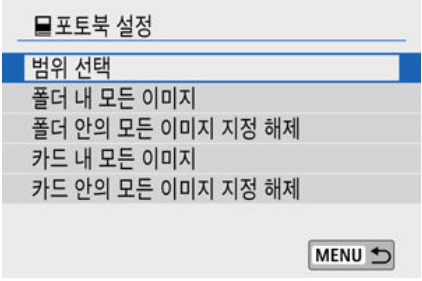 포토북 설정
범위 선택
폴더 내 모든 이미지
폴더 안의 모든 이미지 지정 해제
카드 내 모든 이미지
카드 안의 모든 이미지 지정 해제
MENU